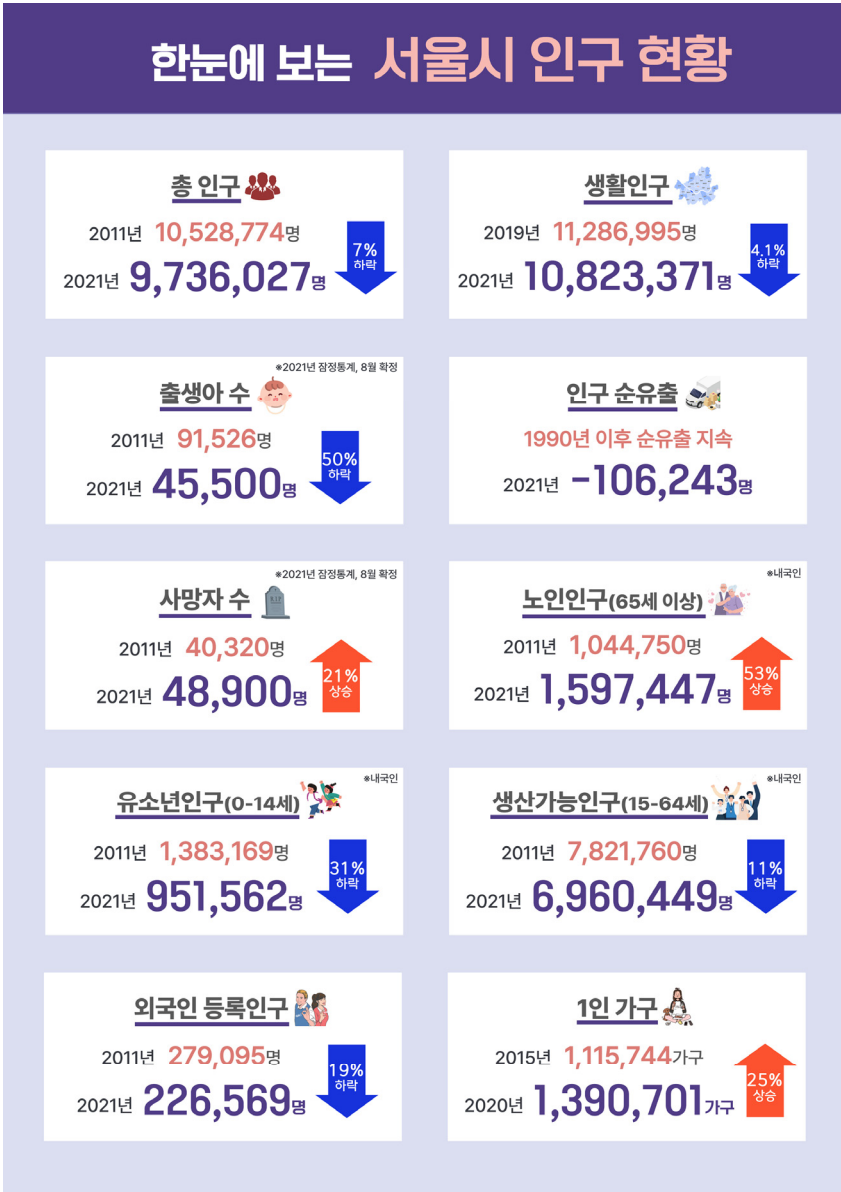 한눈에 보는 서울시 인구 현황
총 인구
2011년 10,528,774명
2021년 9,736,027명
7%
하락
생활인구
2019년 11,286,995명
2021년 10,823,371명
4.1%
하락
※2021년 잠정통계, 8월 확정
출생아 수
2011년 91,526명
2021년 45,500명
50%
하락
인구 순유출
1990년 이후 순유출 지속
2021년 -106,243명
※2021년 잠정통계, 8월 확정
사망자 수
R.I.P
2011년 40,320명
2021년 48,900명
21%
상승
※내국인
노인인구(65세 이상)
2011년 1,044,750명
2021년 1,597,447명
53%
상승
※내국인
유소년인구(0-14세)
2011년 1,383,169명
2021년 951,562명
31%
하락
※내국인
생산가능인구(15-64세)
2011년 7,821,760명
2021년 6,960,449명
11%
하락
외국인 등록인구
2011년 279,095명
2021년 226,569명
19%
하락
1인 가구
2015년 1,115,744가구
2020년 1,390,701가구
25%
상승